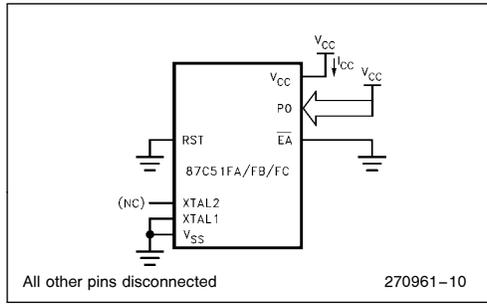 VCC
ICC
VCC
VCC
P0
RST
EA
87C51FA/FB/FC
(NC)
XTAL2
XTAL1
VSS
All other pins disconnected
270961–10